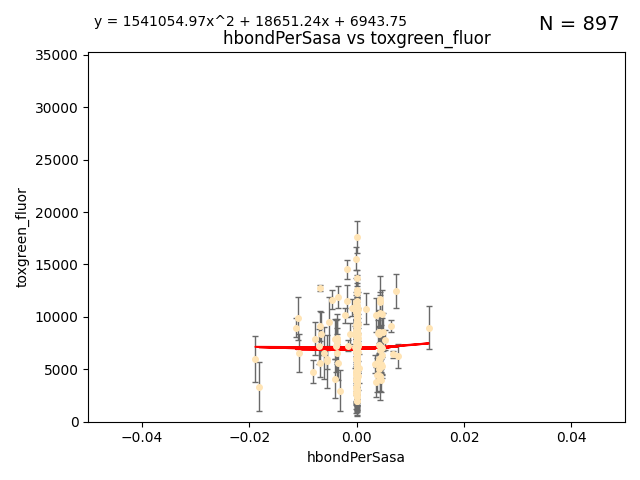 y = 1541054.97x^2 + 18651.24x + 6943.75
N = 897
hbondPerSasa vs toxgreen_fluor
35000
30000
25000
20000
15000
10000
5000
0
toxgreen_fluor
−0.04
−0.02
0.00
0.02
0.04
hbondPerSasa